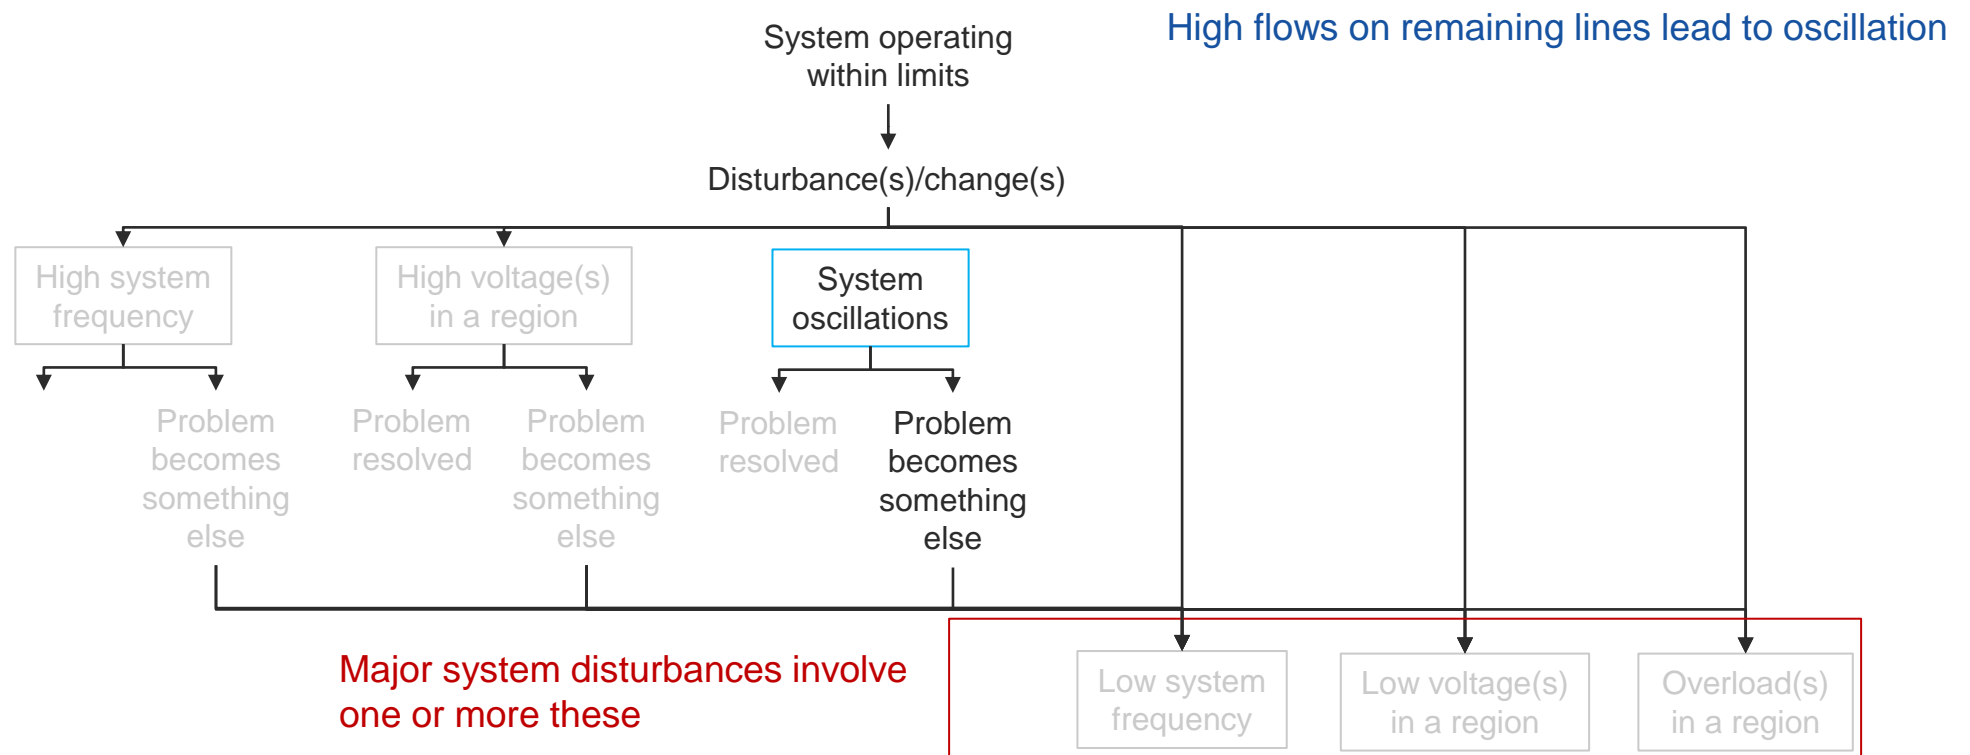 High flows on remaining lines lead to oscillation
System operating
within limits
Disturbance(s)/change(s)
High system
frequency
High voltage(s)
in a region
System
oscillations
Problem
becomes
something
else
Problem
resolved
Problem
becomes
something
else
Problem
resolved
Problem
becomes
something
else
Major system disturbances involve
one or more these
Low system
frequency
Low voltage(s)
in a region
Overload(s)
in a region